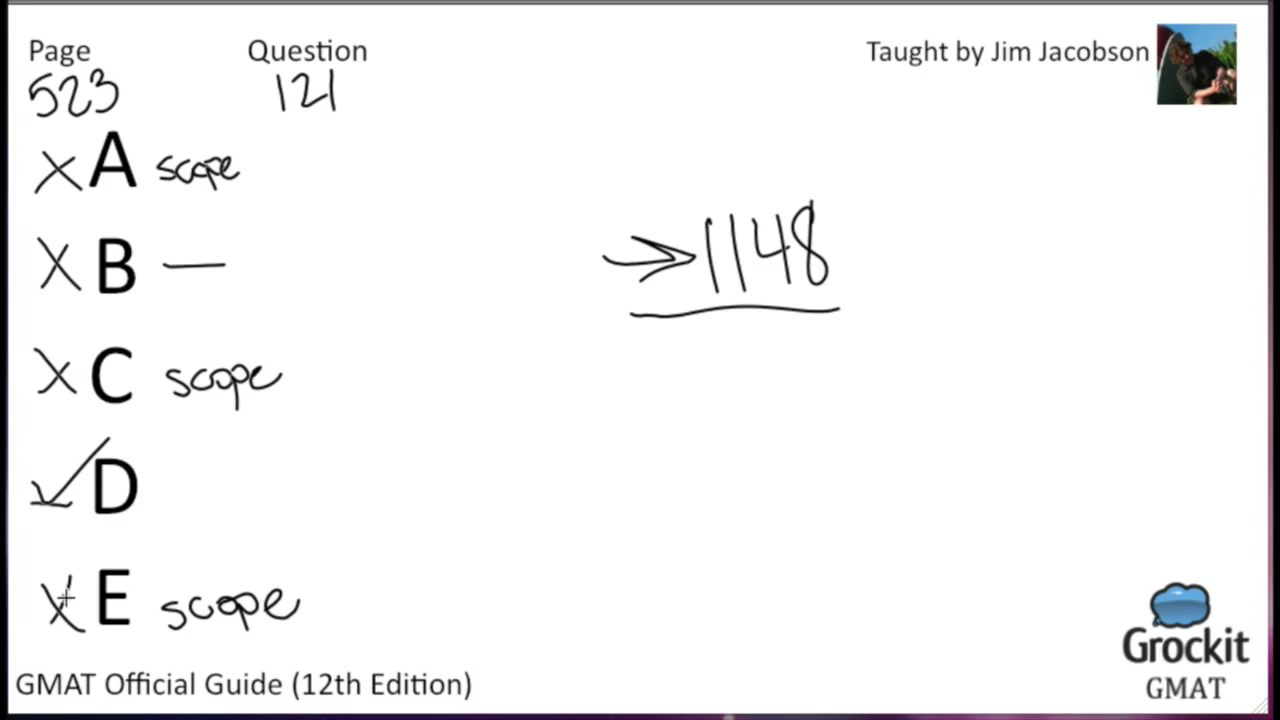 Page Question Taught by Jim Jacobson
523 121
X A scope
X B —
→ 1148
X C scope
✓ D
X E scope
Grockit
GMAT
GMAT Official Guide (12th Edition)